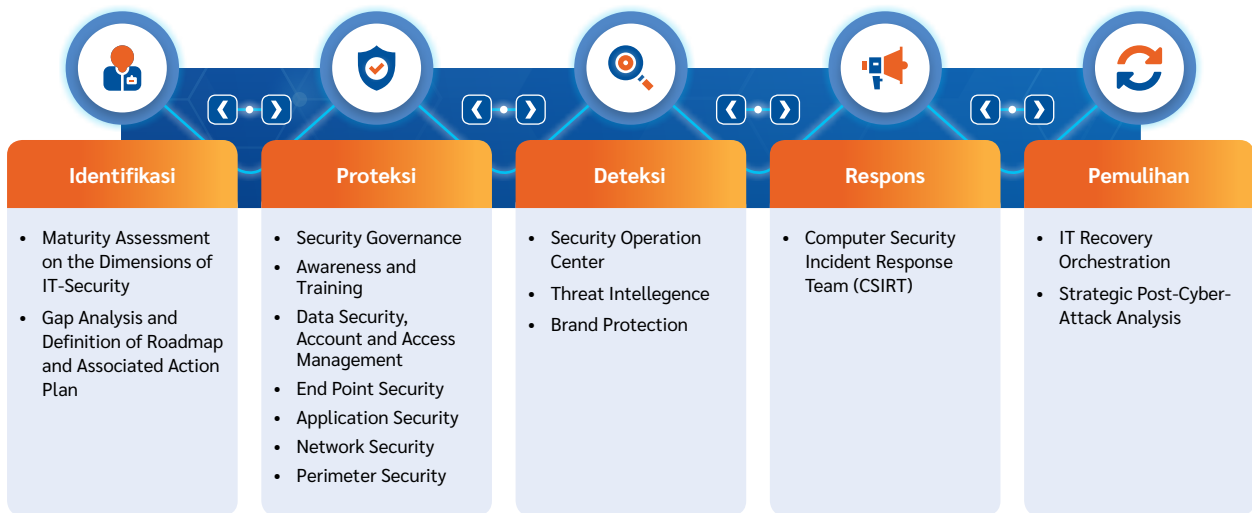 Identifikasi
• Maturity Assessment
on the Dimensions of
IT-Security
• Gap Analysis and
Definition of Roadmap
and Associated Action
Plan
Proteksi
• Security Governance
• Awareness and
Training
• Data Security,
Account and Access
Management
• End Point Security
• Application Security
• Network Security
• Perimeter Security
Deteksi
• Security Operation
Center
• Threat Intellegence
• Brand Protection
Respons
• Computer Security
Incident Response
Team (CSIRT)
Pemulihan
• IT Recovery
Orchestration
• Strategic Post-Cyber-
Attack Analysis